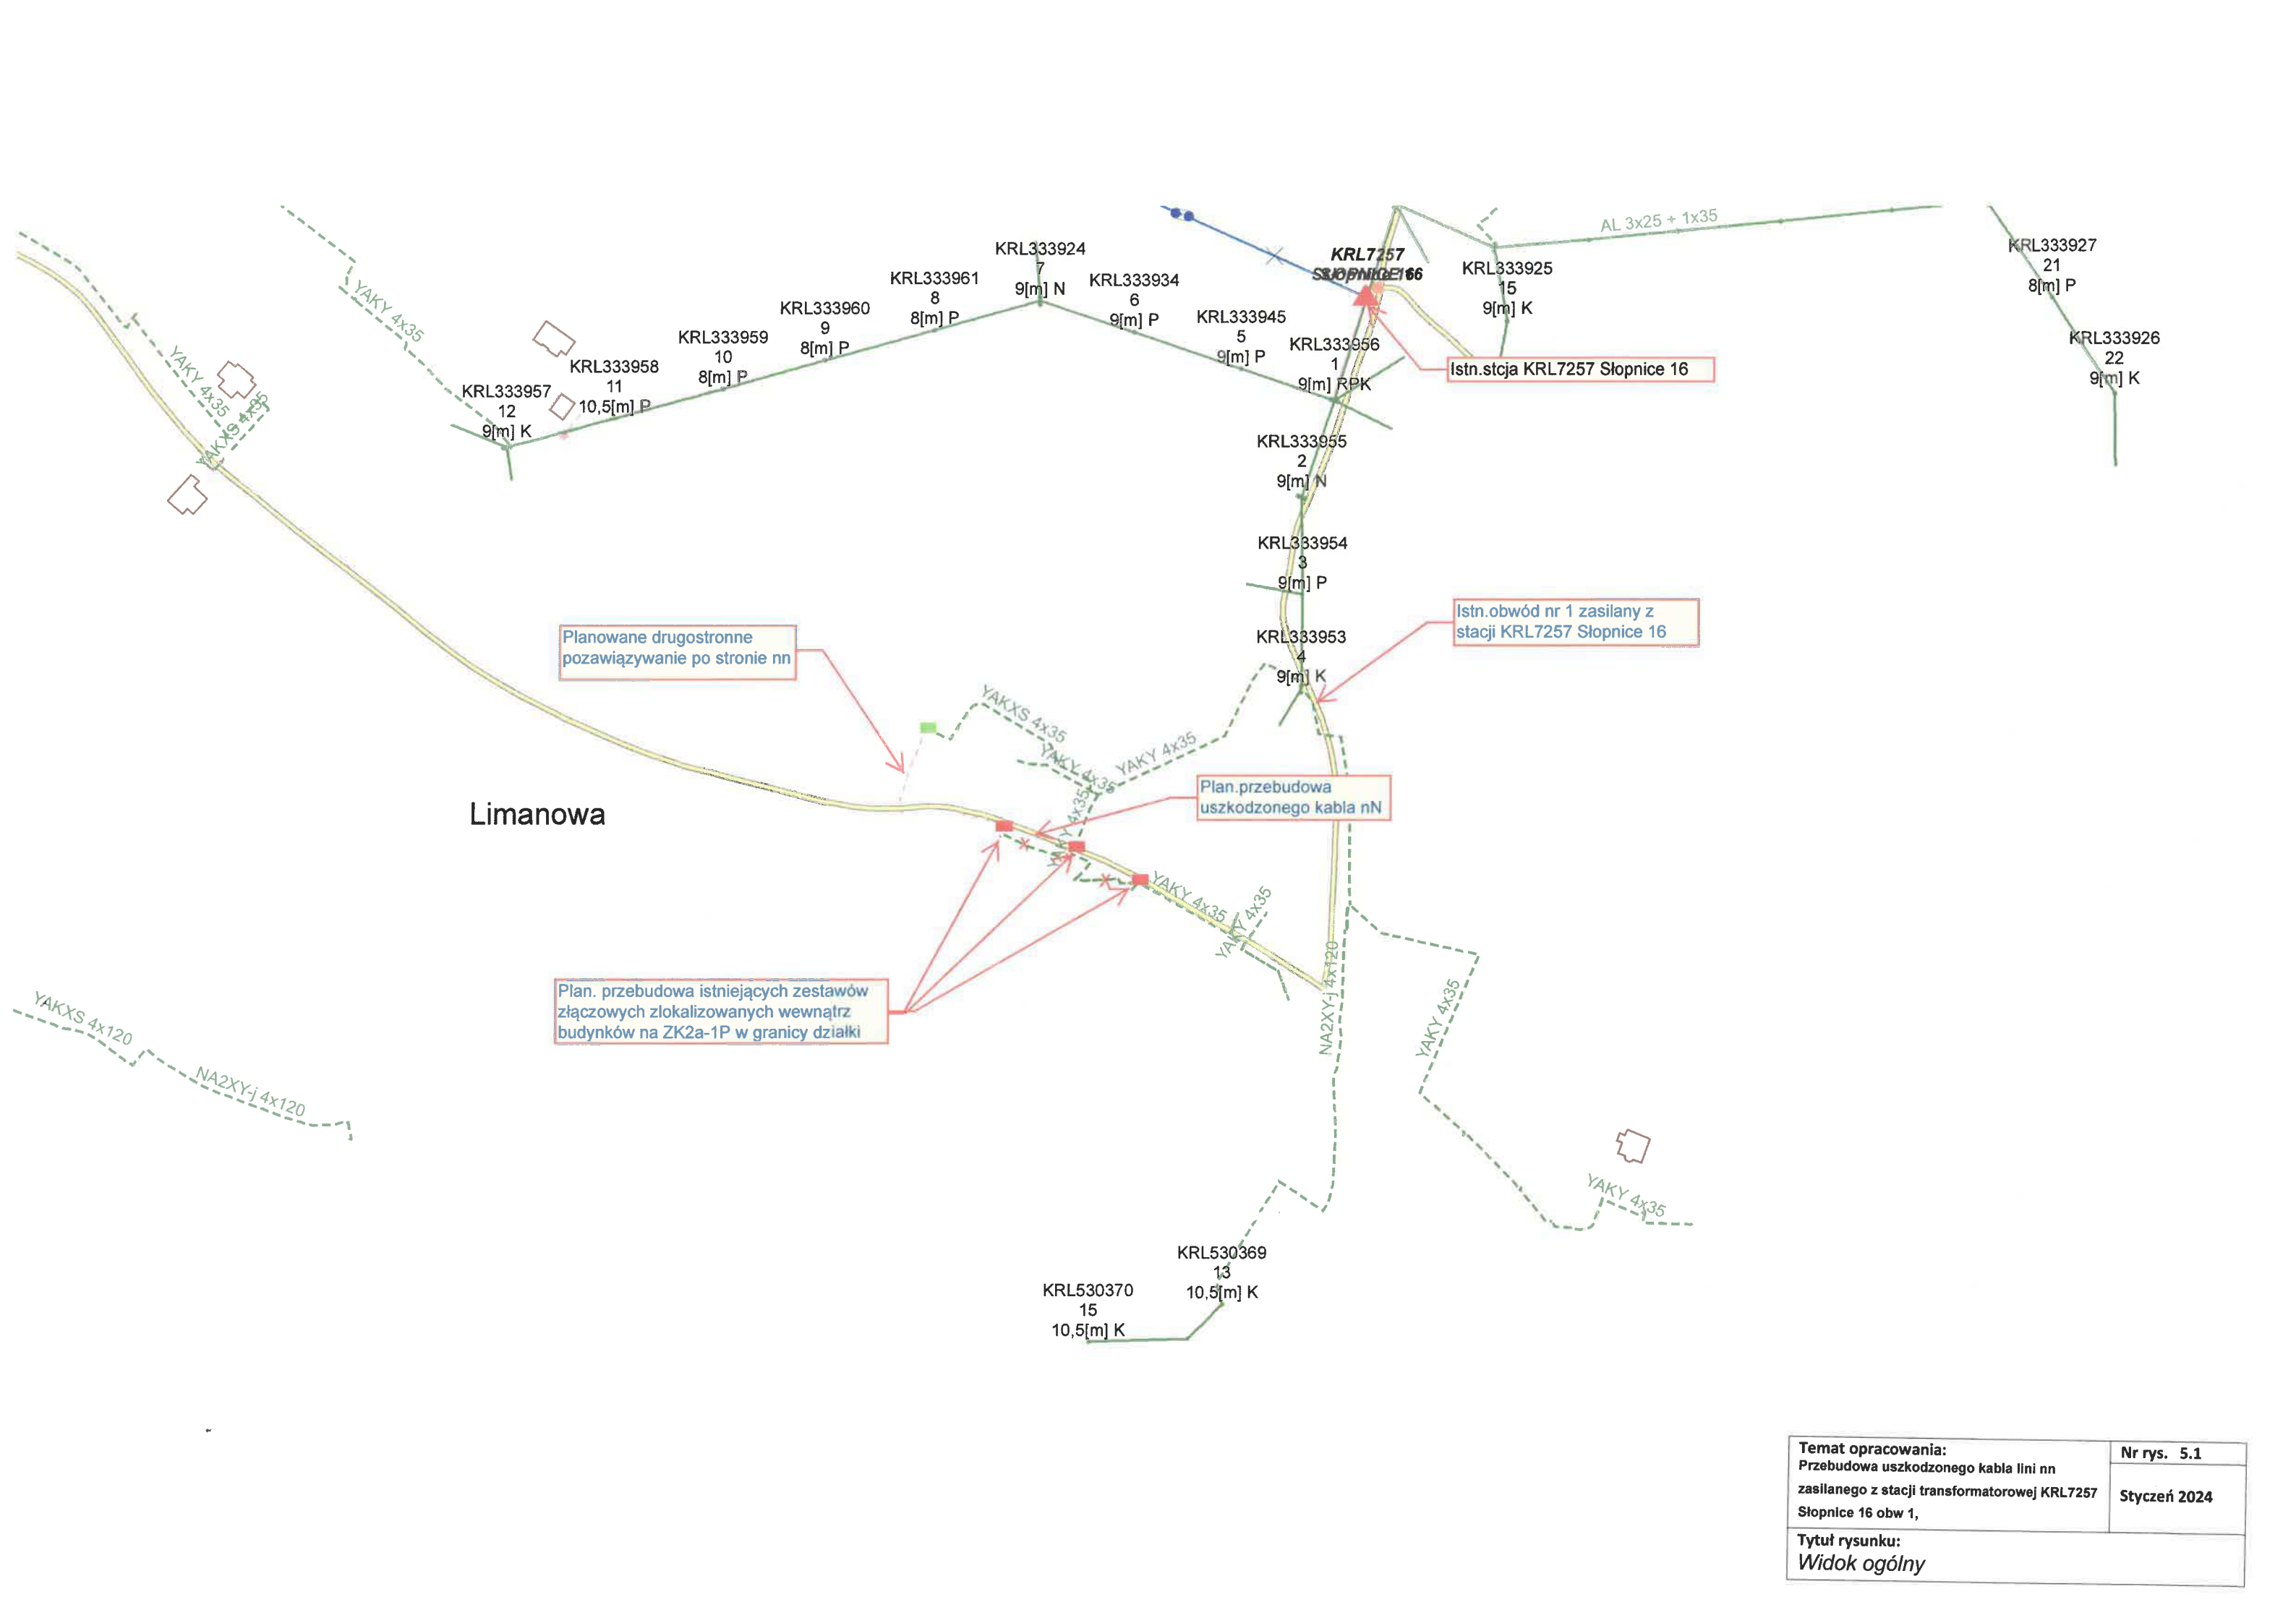 AL 3x25 ÷ 1x35
KRL333924
7
9[m] N
KRL7257
KRL333927
21
8[m] P
KRL333925
15
9[m] K
KRL333961
8
8[m] P
KRL333934
6
9[m] P
YAKY 4x35
KRL333960
9
8[m] P
KRL333945
5
9[m] P
KRL333959
10
8[m] P
KRL333956
1
9[m] RPK
KRL333926
22
9[m] K
Istn.stcja KRL7257 Słopnice 16
YAKY 4x35
KRL333958
11
10,5[m] P
KRL333957
12
9[m] K
YAKXS 4x35
KRL333955
2
9[m] N
KRL333954
3
9[m] P
Istn.obwód nr 1 zasilany z
stacji KRL7257 Słopnice 16
Planowane drugostronne
pozawiązywanie po stronie nn
KRL333953
4
9[m] K
YAKXS 4x35
YAKY 4x35
YAKY 4x35
Plan.przebudowa
uszkodzonego kabla nN
Limanowa
YAKY 4x35
YAKY 4x35
YAKY 4x35
NA2XY-j 4x120
Plan. przebudowa istniejących zestawów
złączowych zlokalizowanych wewnątrz
budynków na ZK2a-1P w granicy działki
YAKY 4x35
YAKXS 4x120
NA2XY-j 4x120
YAKY 4x35
KRL530369
13
10,5[m] K
KRL530370
15
10,5[m] K
Temat opracowania:
Przebudowa uszkodzonego kabla lini nn
zasilanego z stacji transformatorowej KRL7257
Słopnice 16 obw 1,
Nr rys. 5.1
Styczeń 2024
Tytuł rysunku:
Widok ogólny